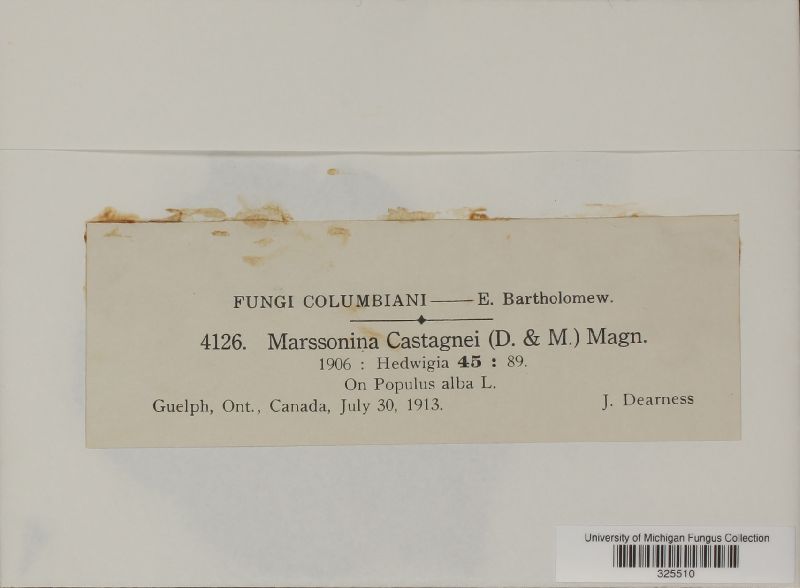 FUNGI COLUMBIANI—E. Bartholomew.
4126. Marssonina Castagnei (D. & M.) Magn.
1906 : Hedwigia 45 : 89.
On Populus alba L.
Guelph, Ont., Canada, July 30, 1913. J. Dearness
University of Michigan Fungus Collection
325510